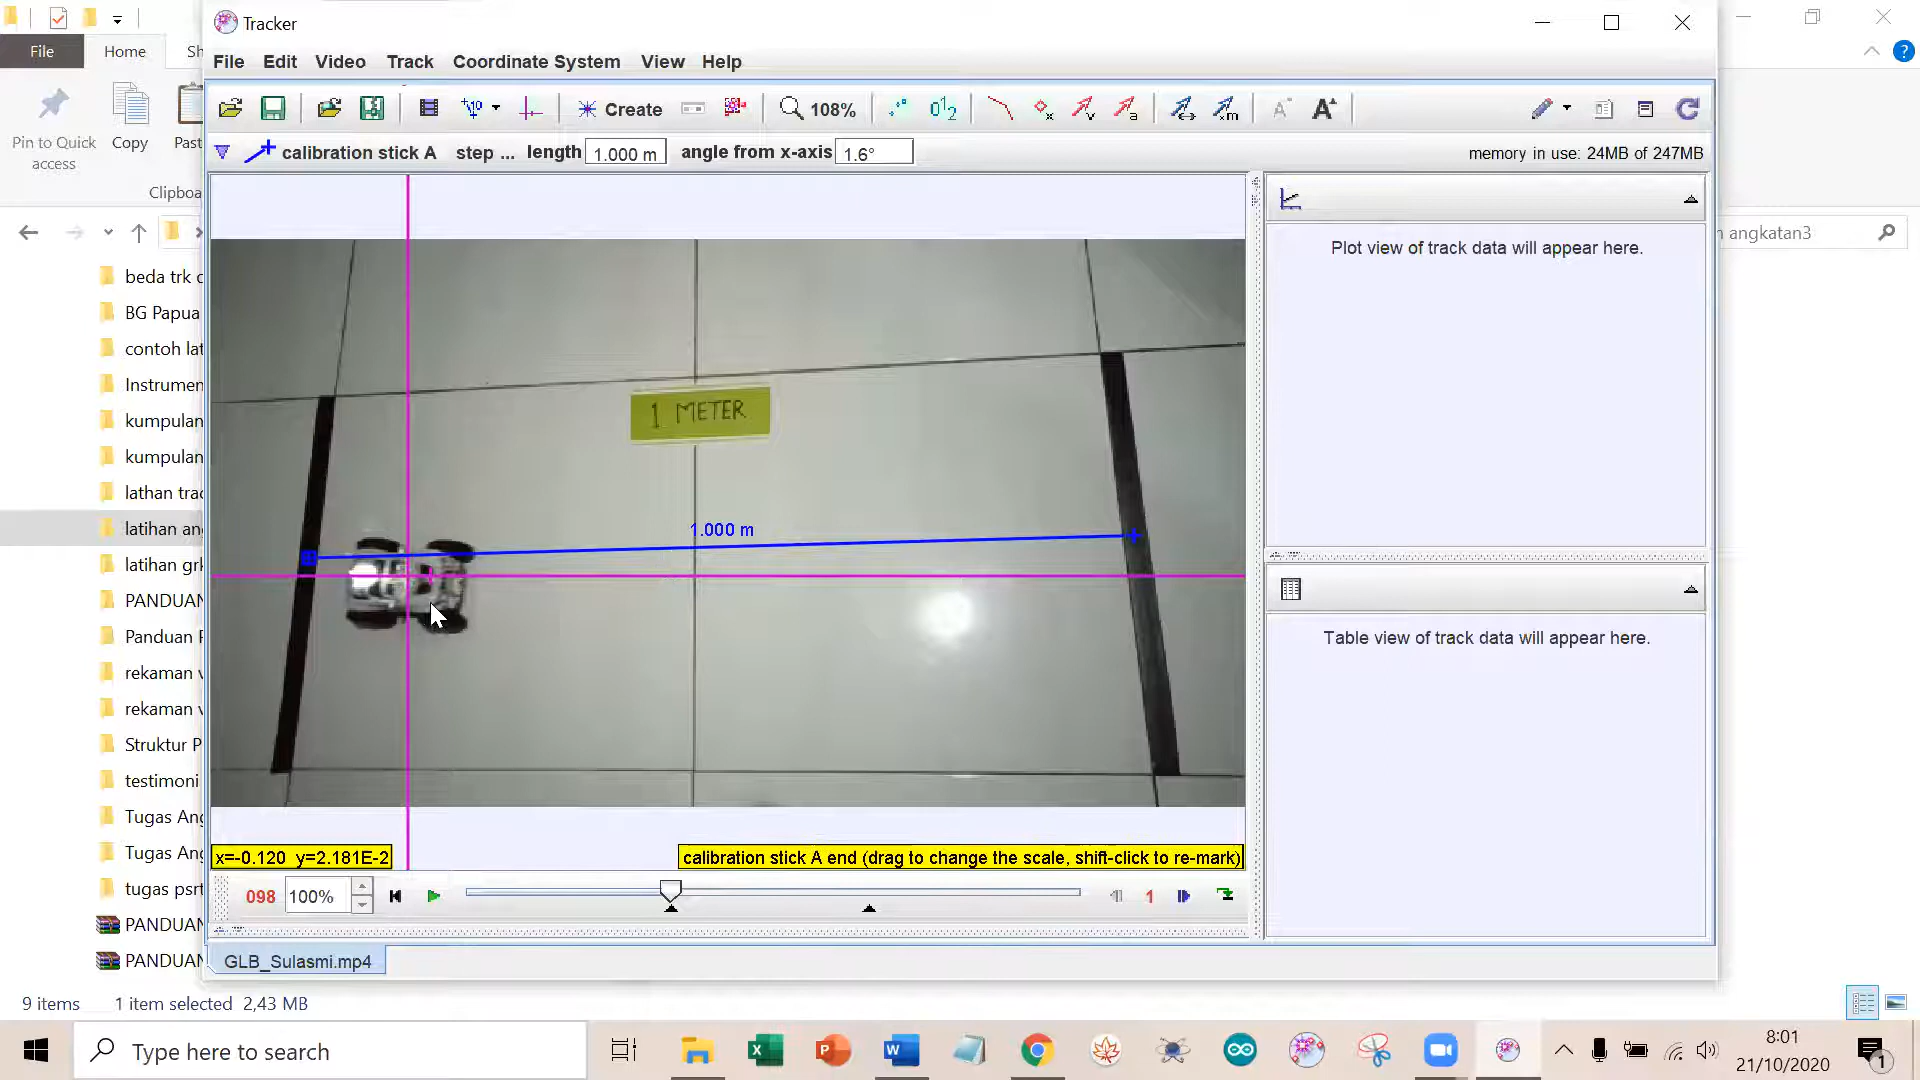 Tracker
File Edit Video Track Coordinate System View Help
Create 108%
calibration stick A step ... length 1.000 m angle from x-axis 1.6°
memory in use: 24MB of 247MB
File Home Sh
Pin to Quick access
Copy
Past
Clipboa
angkatan3
beda trk c
BG Papua
contoh lat
Instrumen
kumpulan
kumpulan
lathan trac
latihan ang
latihan grk
PANDUAN
Panduan P
rekaman v
rekaman v
Struktur P
testimoni
Tugas Ang
Tugas Ang
tugas psrt
PANDUAN
PANDUAN
1 METER
1.000 m
x=-0.120 y=2.181E-2
calibration stick A end (drag to change the scale, shift-click to re-mark)
098 100% 1
GLB_Sulasmi.mp4
Plot view of track data will appear here.
Table view of track data will appear here.
9 items 1 item selected 2,43 MB
Type here to search
8:01
21/10/2020
1